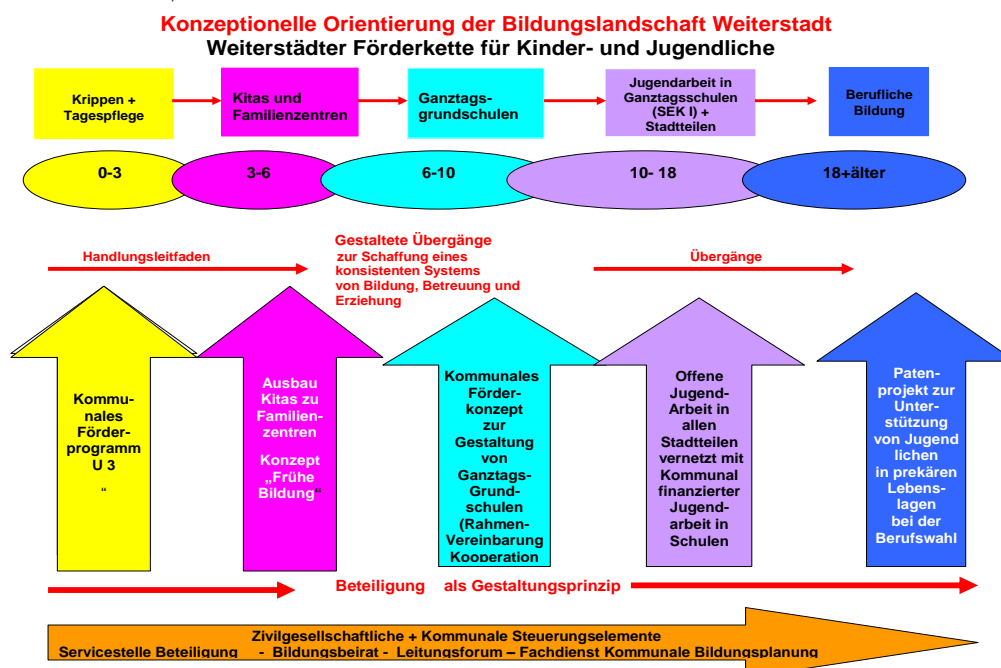 Konzeptionelle Orientierung der Bildungslandschaft Weiterstadt
Weiterstädter Förderkette für Kinder- und Jugendliche
Krippen +
Tagespflege
Kitas und
Familienzentren
Ganztags-
grundschulen
Jugendarbeit in
Ganztagsschulen
(SEK I) +
Stadtteilen
Berufliche
Bildung
0-3
3-6
6-10
10- 18
18+älter
Handlungsleitfaden
Gestaltete Übergänge
zur Schaffung eines
konsistenten Systems
von Bildung, Betreuung und
Erziehung
Übergänge
Kommu-
nales
Förder-
programm
U 3
“
Ausbau
Kitas zu
Familien-
zentren
Konzept
„Frühe
Bildung“
Kommunales
Förder-
konzept
zur
Gestaltung
von
Ganztags-
Grund-
schulen
(Rahmen-
Vereinbarung
Kooperation
Offene
Jugend-
Arbeit in
allen
Stadtteilen
vernetzt mit
Kommunal
finanzierter
Jugend-
arbeit in
Schulen
Paten-
projekt zur
Unter-
stützung
von Jugend
lichen
in prekären
Lebens-
lagen
bei der
Berufswahl
Beteiligung als Gestaltungsprinzip
Zivilgesellschaftliche + Kommunale Steuerungselemente
Servicestelle Beteiligung - Bildungsbeirat - Leitungsforum – Fachdienst Kommunale Bildungsplanung